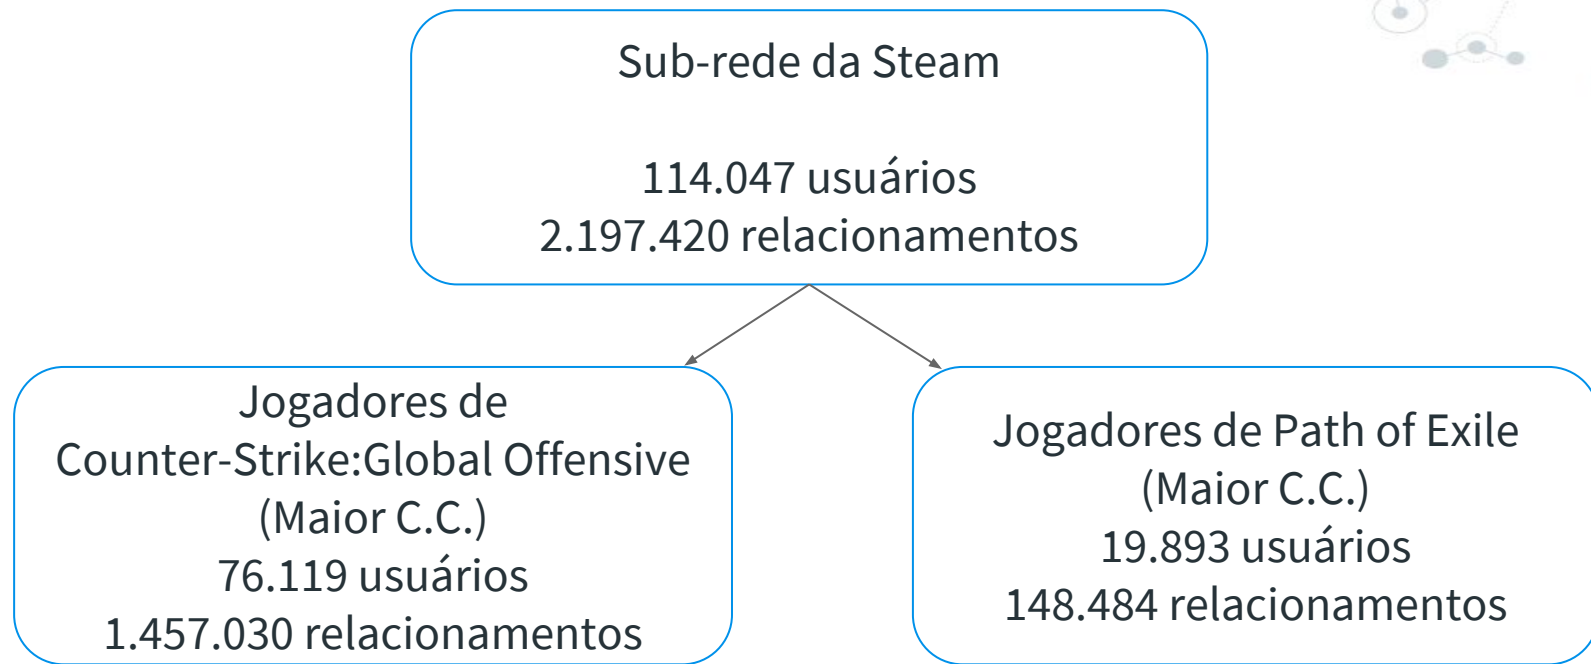 Sub-rede da Steam
114.047 usuários
2.197.420 relacionamentos
Jogadores de
Counter-Strike:Global Offensive
(Maior C.C.)
76.119 usuários
1.457.030 relacionamentos
Jogadores de Path of Exile
(Maior C.C.)
19.893 usuários
148.484 relacionamentos